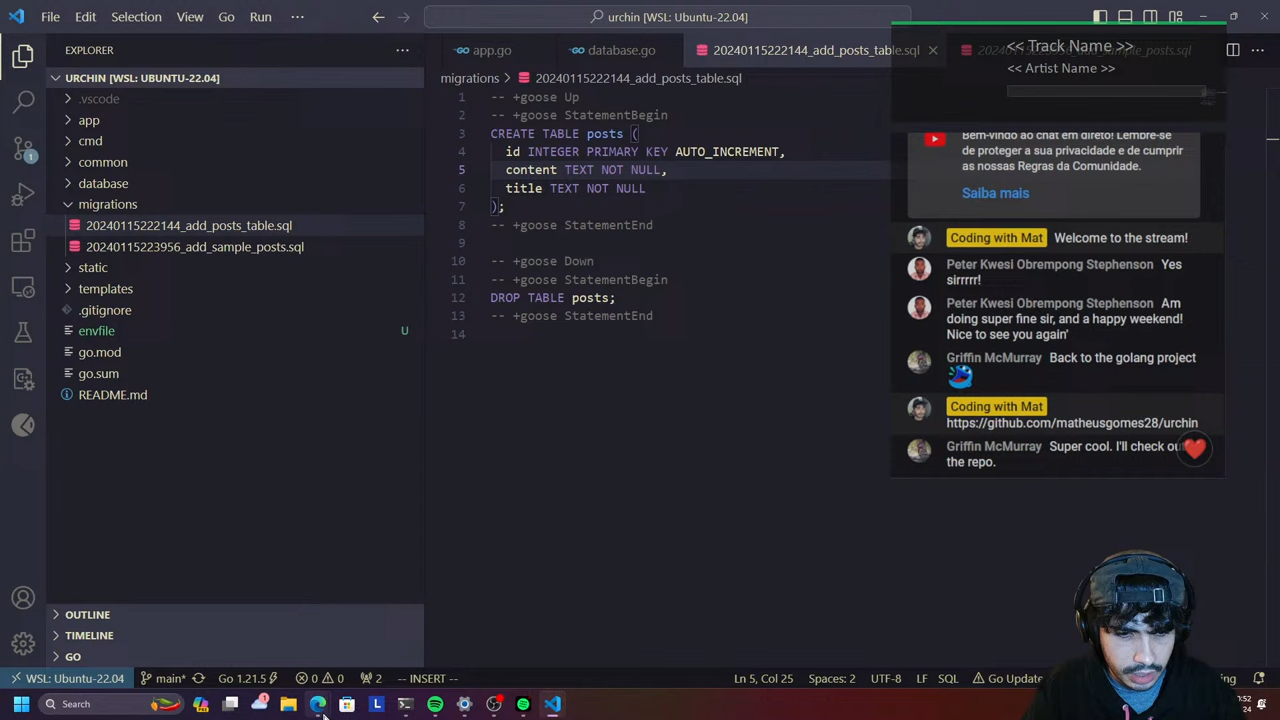 File Edit Selection View Go Run ···
urchin [WSL: Ubuntu-22.04]
EXPLORER
URCHIN [WSL: UBUNTU-22.04]
.vscode
app
cmd
common
database
migrations
20240115222144_add_posts_table.sql
20240115223956_add_sample_posts.sql
static
templates
.gitignore
envfile U
go.mod
go.sum
README.md
OUTLINE
TIMELINE
GO
app.go database.go 20240115222144_add_posts_table.sql
migrations > 20240115222144_add_posts_table.sql
1 -- +goose Up
2 -- +goose StatementBegin
3 CREATE TABLE posts (
4 id INTEGER PRIMARY KEY AUTO_INCREMENT,
5 content TEXT NOT NULL,
6 title TEXT NOT NULL
7 );
8 -- +goose StatementEnd
9
10 -- +goose Down
11 -- +goose StatementBegin
12 DROP TABLE posts;
13 -- +goose StatementEnd
14
<< Track Name >>
<< Artist Name >>
Bem-vindo ao chat em direto! Lembre-se
de proteger a sua privacidade e de cumprir
as nossas Regras da Comunidade.
Saiba mais
Coding with Mat Welcome to the stream!
Peter Kwesi Obrempong Stephenson Yes
sirrrrr!
Peter Kwesi Obrempong Stephenson Am
doing super fine sir, and a happy weekend!
Nice to see you again'
Griffin McMurray Back to the golang project
Coding with Mat
https://github.com/matheusgomes28/urchin
Griffin McMurray Super cool. I'll check ou
the repo.
WSL: Ubuntu-22.04 main* Go 1.21.5 0 0 2 -- INSERT -- Ln 5, Col 25 Spaces: 2 UTF-8 LF SQL Go Update
Search